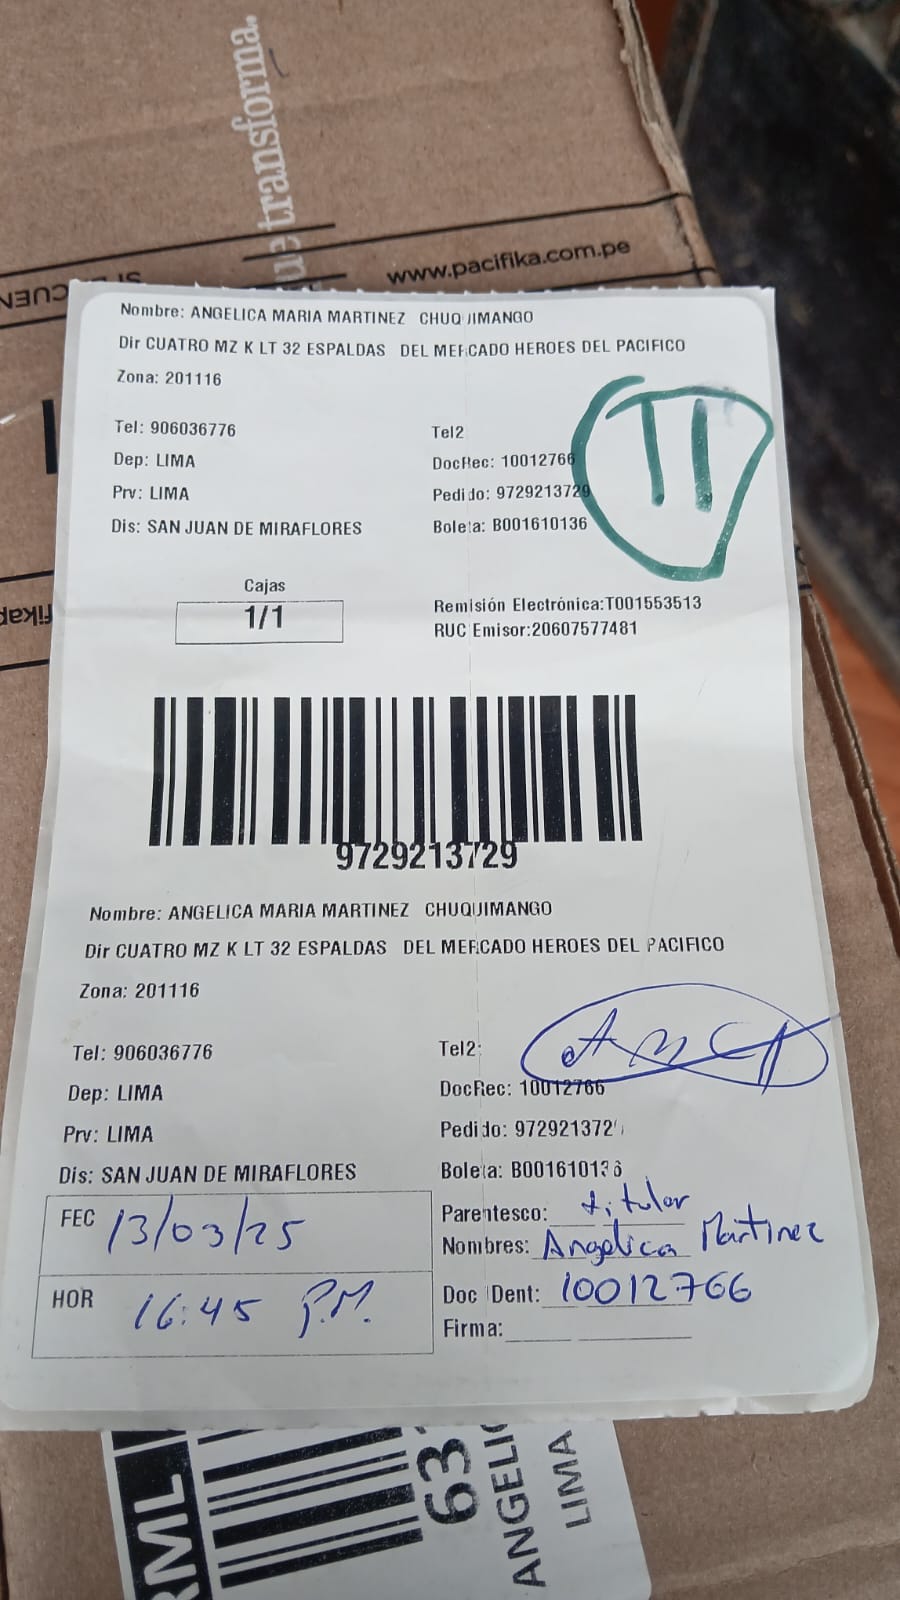 transforma.
www.pacifika.com.pe
Nombre: ANGELICA MARIA MARTINEZ CHUQUIMANGO
Dir CUATRO MZ K LT 32 ESPALDAS DEL MERCADO HEROES DEL PACIFICO
Zona: 201116
Tel: 906036776 Tel2
Dep: LIMA DocRec: 10012766
Prv: LIMA Pedido: 9729213729
Dis: SAN JUAN DE MIRAFLORES Boleta: B001610136
Cajas
1/1
Remisión Electrónica:T001553513
RUC Emisor:20607577481
9729213729
Nombre: ANGELICA MARIA MARTINEZ CHUQUIMANGO
Dir CUATRO MZ K LT 32 ESPALDAS DEL MERCADO HEROES DEL PACIFICO
Zona: 201116
Tel: 906036776 Tel2:
Dep: LIMA DocRec: 10012766
Prv: LIMA Pedido: 972921372
Dis: SAN JUAN DE MIRAFLORES Boleta: B001610136
FEC 13/03/25 Parentesco: titular
Nombres: Angelica Martinez
HOR 16:45 P.M. Doc Dent: 10012766
Firma:
63
LIMA